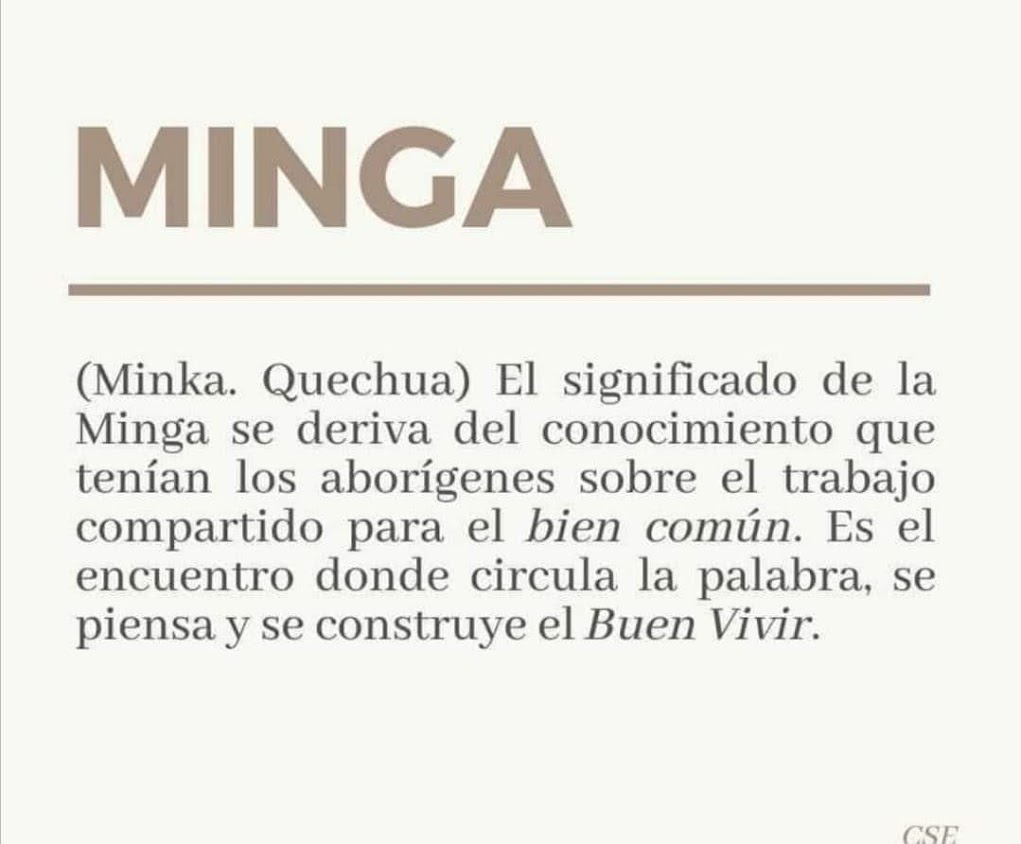 MINGA
(Minka. Quechua) El significado de la
Minga se deriva del conocimiento que
tenían los aborígenes sobre el trabajo
compartido para el bien común. Es el
encuentro donde circula la palabra, se
piensa y se construye el Buen Vivir.
CSE